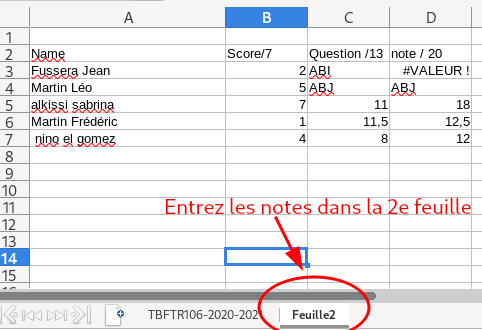 A B C D
1
2 Name Score/7 Question /13 note / 20
3 Fussera Jean 2 ABI #VALEUR !
4 Martin Léo 5 ABJ ABJ
5 alkissi sabrina 7 11 18
6 Martin Frédéric 1 11,5 12,5
7 nino el gomez 4 8 12
8
9
10
11 Entrez les notes dans la 2e feuille
12
13
14
15
TBFTR106-2020-2021 Feuille2